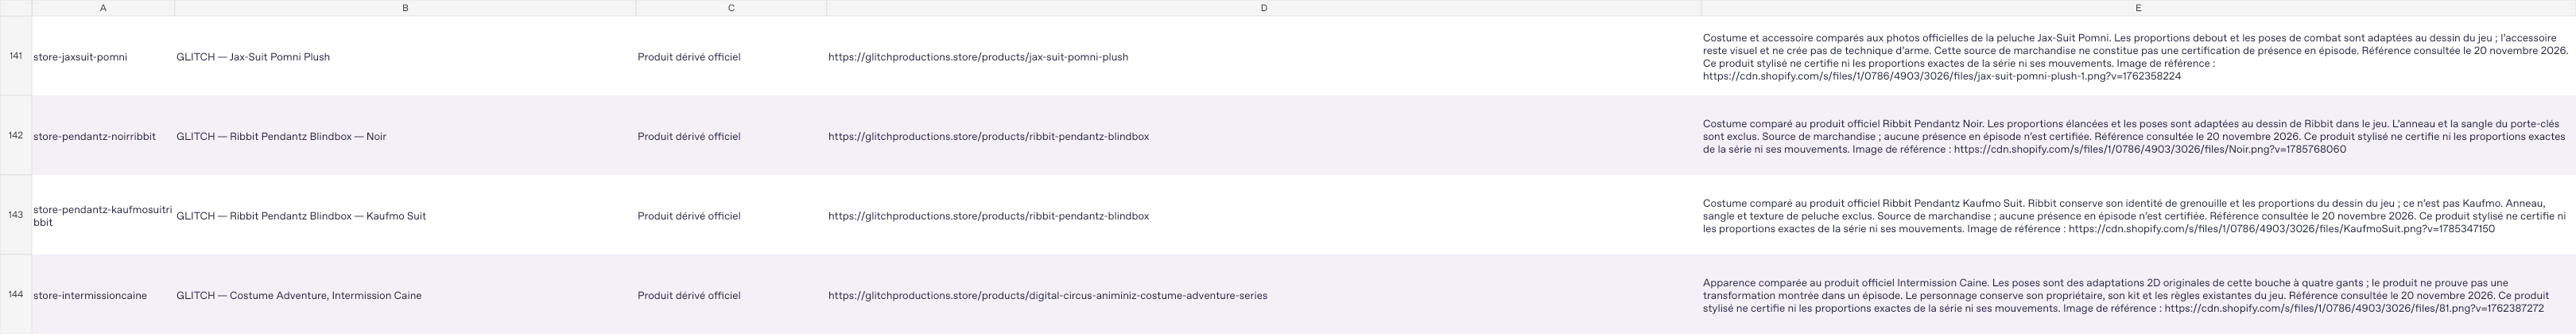 A B C D E
141
store-jaxsuit-pomni
GLITCH — Jax-Suit Pomni Plush
Produit dérivé officiel
https://glitchproductions.store/products/jax-suit-pomni-plush
Costume et accessoire comparés aux photos officielles de la peluche Jax-Suit Pomni. Les proportions debout et les poses de combat sont adaptées au dessin du jeu ; l'accessoire
reste visuel et ne crée pas de technique d'arme. Cette source de marchandise ne constitue pas une certification de présence en épisode. Référence consultée le 20 novembre 2026.
Ce produit stylisé ne certifie ni les proportions exactes de la série ni ses mouvements. Image de référence :
https://cdn.shopify.com/s/files/1/0786/4903/3026/files/jax-suit-pomni-plush-1.png?v=1762358224
142
store-pendantz-noirribbit
GLITCH — Ribbit Pendantz Blindbox — Noir
Produit dérivé officiel
https://glitchproductions.store/products/ribbit-pendantz-blindbox
Costume comparé au produit officiel Ribbit Pendantz Noir. Les proportions élancées et les poses sont adaptées au dessin de Ribbit dans le jeu. L'anneau et la sangle du porte-clés
sont exclus. Source de marchandise ; aucune présence en épisode n'est certifiée. Référence consultée le 20 novembre 2026. Ce produit stylisé ne certifie ni les proportions exactes
de la série ni ses mouvements. Image de référence : https://cdn.shopify.com/s/files/1/0786/4903/3026/files/Noir.png?v=1785768060
143
store-pendantz-kaufmosuitri
bbit
GLITCH — Ribbit Pendantz Blindbox — Kaufmo Suit
Produit dérivé officiel
https://glitchproductions.store/products/ribbit-pendantz-blindbox
Costume comparé au produit officiel Ribbit Pendantz Kaufmo Suit. Ribbit conserve son identité de grenouille et les proportions du dessin du jeu ; ce n'est pas Kaufmo. Anneau,
sangle et texture de peluche exclus. Source de marchandise ; aucune présence en épisode n'est certifiée. Référence consultée le 20 novembre 2026. Ce produit stylisé ne certifie ni
les proportions exactes de la série ni ses mouvements. Image de référence : https://cdn.shopify.com/s/files/1/0786/4903/3026/files/KaufmoSuit.png?v=1785347150
144
store-intermissioncaine
GLITCH — Costume Adventure, Intermission Caine
Produit dérivé officiel
https://glitchproductions.store/products/digital-circus-animiniz-costume-adventure-series
Apparence comparée au produit officiel Intermission Caine. Les poses sont des adaptations 2D originales de cette bouche à quatre gants ; le produit ne prouve pas une
transformation montrée dans un épisode. Le personnage conserve son propriétaire, son kit et les règles existantes du jeu. Référence consultée le 20 novembre 2026. Ce produit
stylisé ne certifie ni les proportions exactes de la série ni ses mouvements. Image de référence : https://cdn.shopify.com/s/files/1/0786/4903/3026/files/81.png?v=1762387272